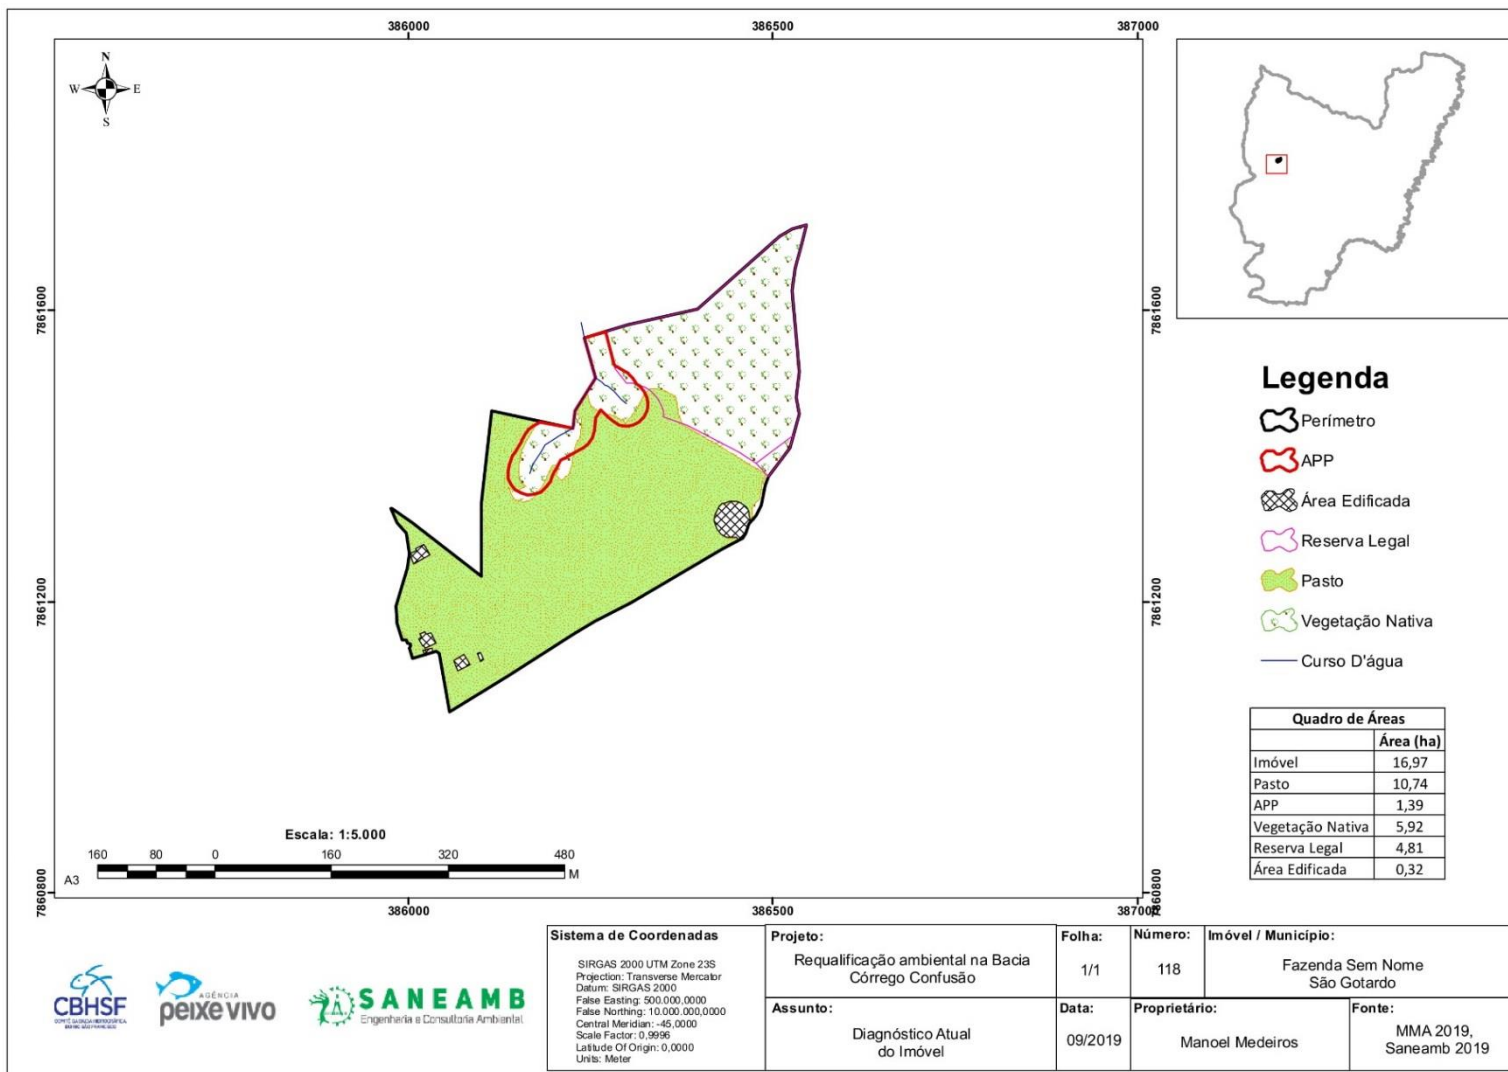 386000
386500
387000
N
W
E
S
7861600
7861600
7861200
7861200
7860800
7860800
Legenda
Perímetro
APP
Área Edificada
Reserva Legal
Pasto
Vegetação Nativa
Curso D'água
Quadro de Áreas
Área (ha)
Imóvel 16,97
Pasto 10,74
APP 1,39
Vegetação Nativa 5,92
Reserva Legal 4,81
Área Edificada 0,32
Escala: 1:5.000
160 80 0 160 320 480
M
A3
386000
386500
387000
CBHSF
AGÊNCIA
peixe vivo
SANEAMB
Engenharia e Consultoria Ambiental
Sistema de Coordenadas
SIRGAS 2000 UTM Zone 23S
Projection: Transverse Mercator
Datum: SIRGAS 2000
False Easting: 500.000,0000
False Northing: 10.000.000,0000
Central Meridian: -45,0000
Scale Factor: 0,9996
Latitude Of Origin: 0,0000
Units: Meter
Projeto:
Requalificação ambiental na Bacia
Córrego Confusão
Assunto:
Diagnóstico Atual
do Imóvel
Folha:
1/1
Número:
118
Imóvel / Município:
Fazenda Sem Nome
São Gotardo
Data:
09/2019
Proprietário:
Manoel Medeiros
Fonte:
MMA 2019,
Saneamb 2019